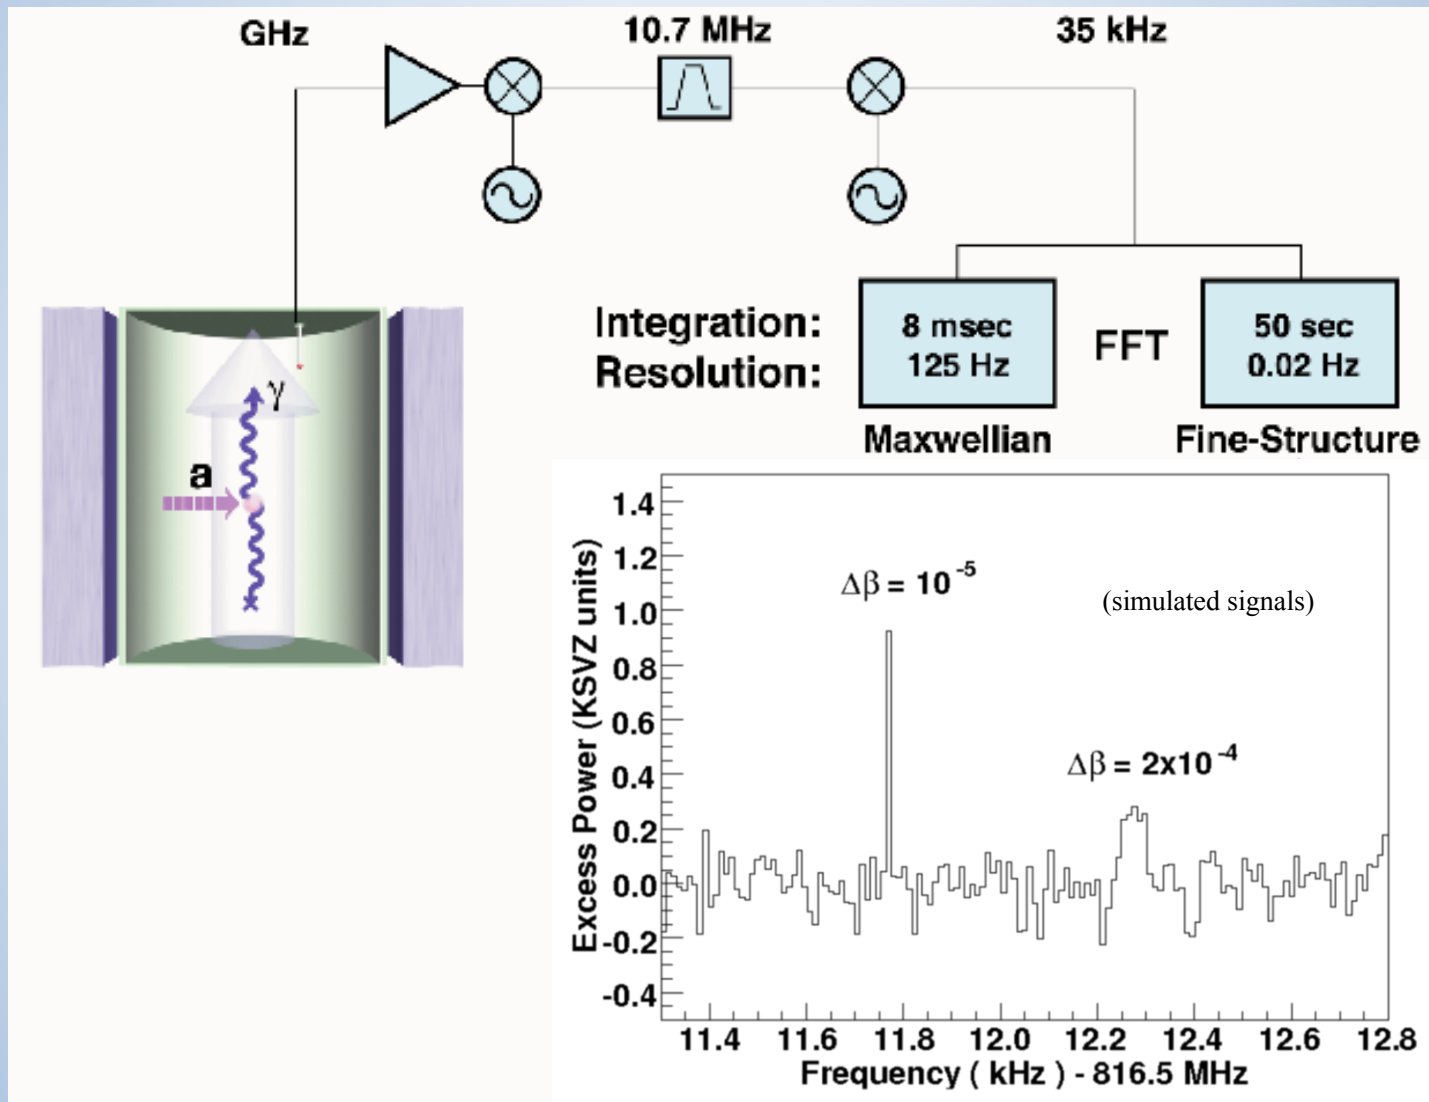 GHz
10.7 MHz
35 kHz
Integration:
Resolution:
8 msec
125 Hz
FFT
50 sec
0.02 Hz
Maxwellian
Fine-Structure
γ
a
Δβ = 10⁻⁵
(simulated signals)
Δβ = 2x10⁻⁴
Excess Power (KSVZ units)
1.4
1.2
1.0
0.8
0.6
0.4
0.2
0.0
-0.2
-0.4
11.4 11.6 11.8 12.0 12.2 12.4 12.6 12.8
Frequency ( kHz ) - 816.5 MHz